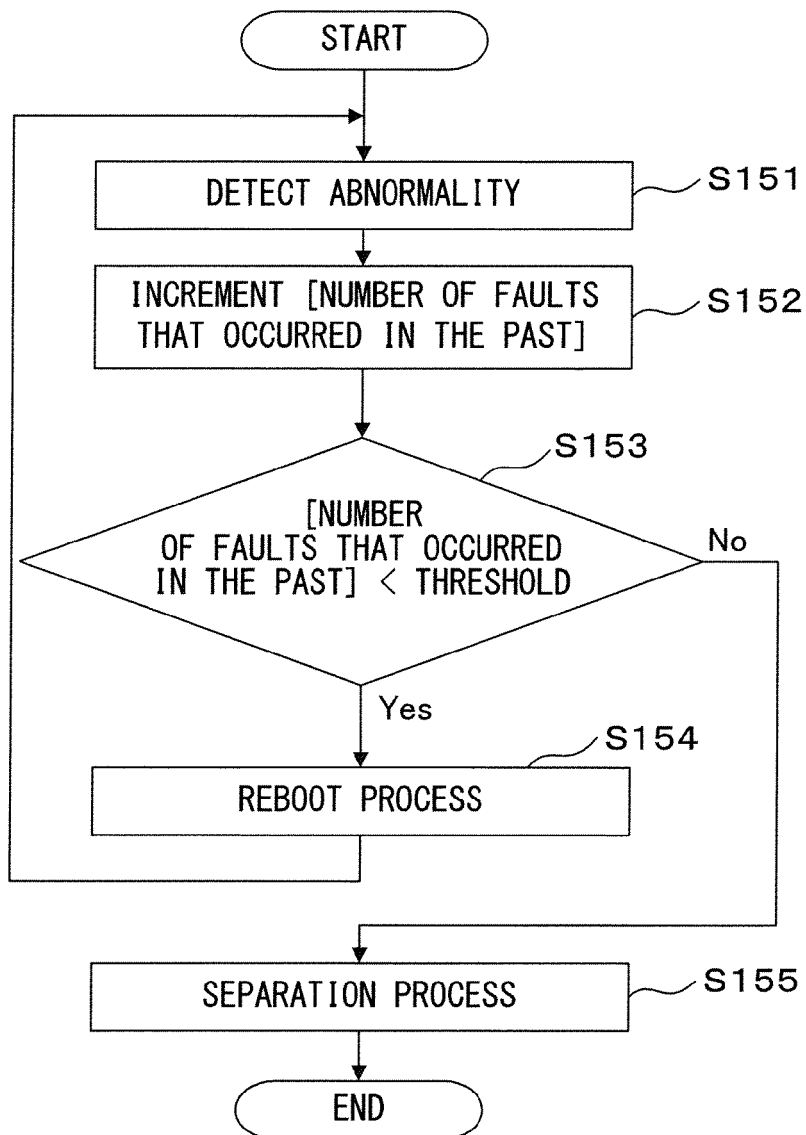 START
DETECT ABNORMALITY
S151
INCREMENT [NUMBER OF FAULTS
THAT OCCURRED IN THE PAST]
S152
S153
[NUMBER
OF FAULTS THAT OCCURRED
IN THE PAST] < THRESHOLD
No
Yes
S154
REBOOT PROCESS
SEPARATION PROCESS
S155
END